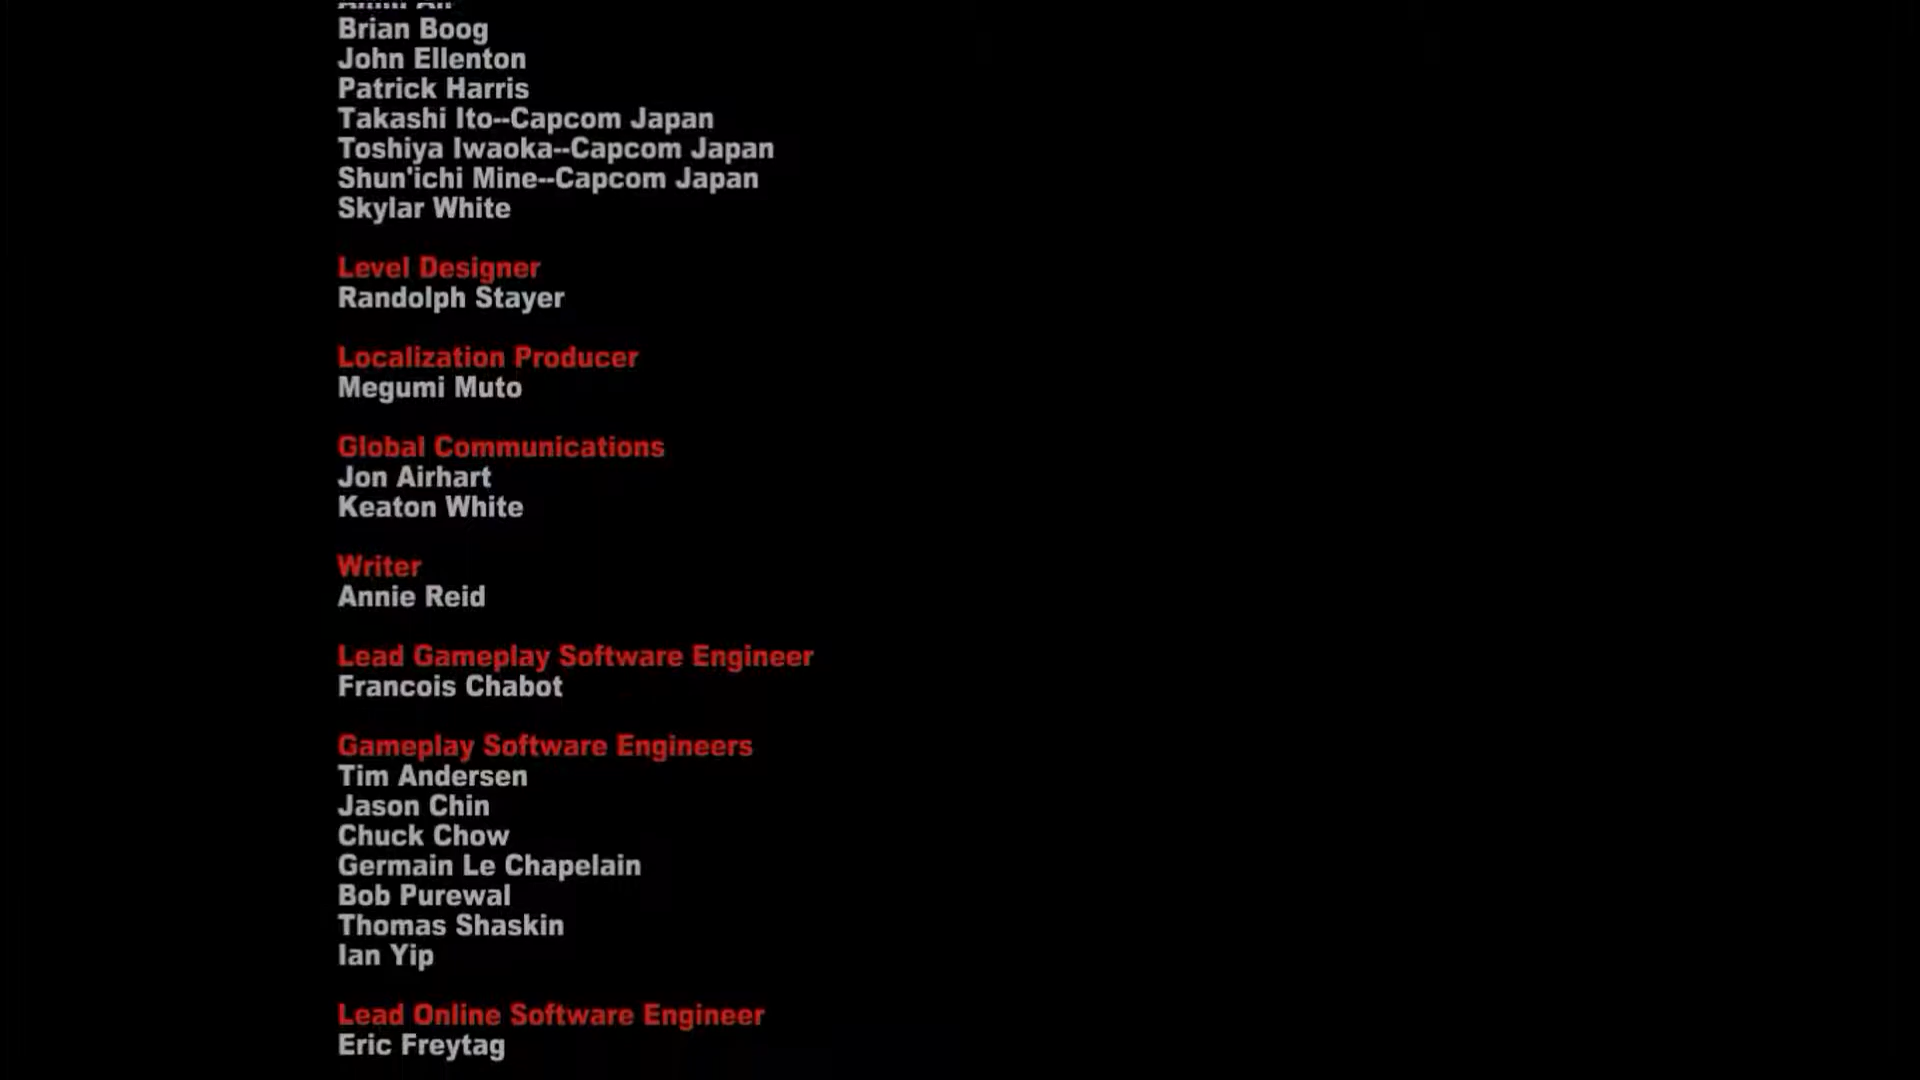 Brian Boog
John Ellenton
Patrick Harris
Takashi Ito--Capcom Japan
Toshiya Iwaoka--Capcom Japan
Shun'ichi Mine--Capcom Japan
Skylar White
Level Designer
Randolph Stayer
Localization Producer
Megumi Muto
Global Communications
Jon Airhart
Keaton White
Writer
Annie Reid
Lead Gameplay Software Engineer
Francois Chabot
Gameplay Software Engineers
Tim Andersen
Jason Chin
Chuck Chow
Germain Le Chapelain
Bob Purewal
Thomas Shaskin
Ian Yip
Lead Online Software Engineer
Eric Freytag